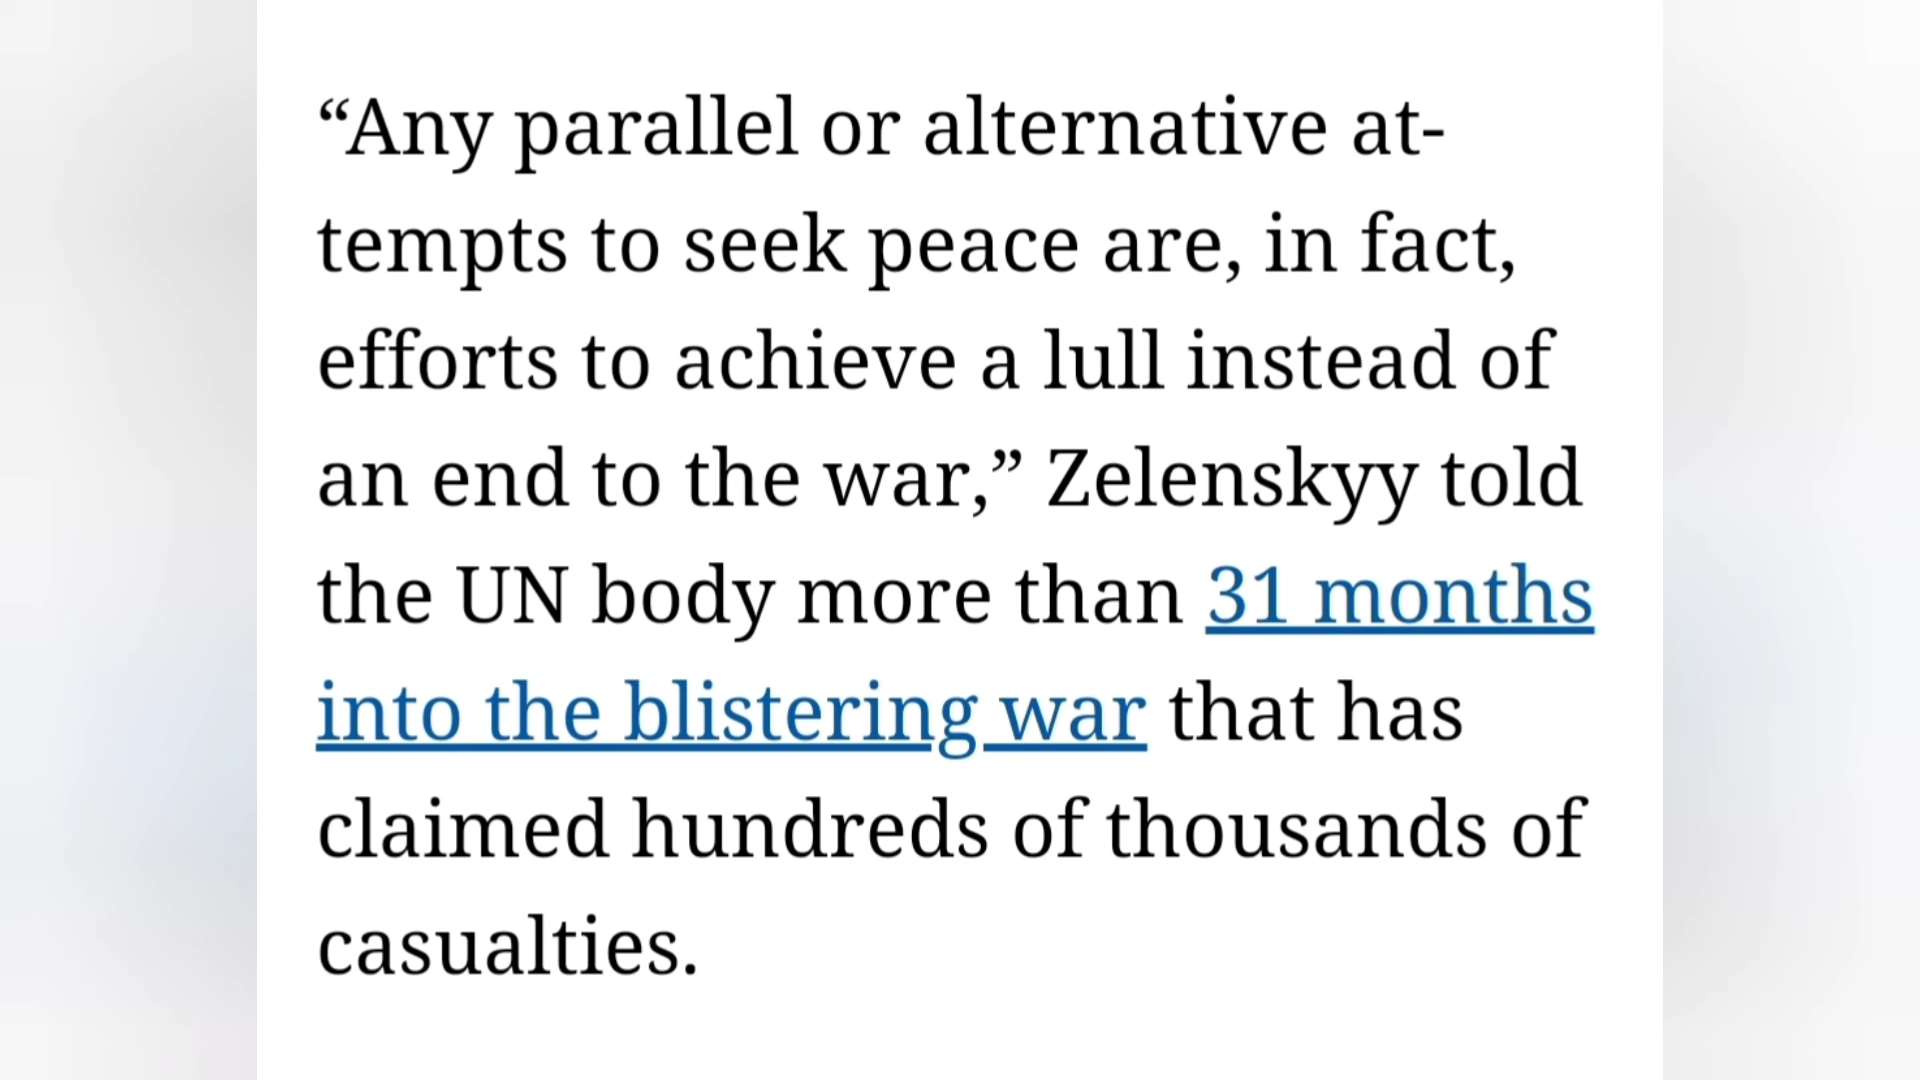 “Any parallel or alternative at-
tempts to seek peace are, in fact,
efforts to achieve a lull instead of
an end to the war,” Zelenskyy told
the UN body more than 31 months
into the blistering war that has
claimed hundreds of thousands of
casualties.